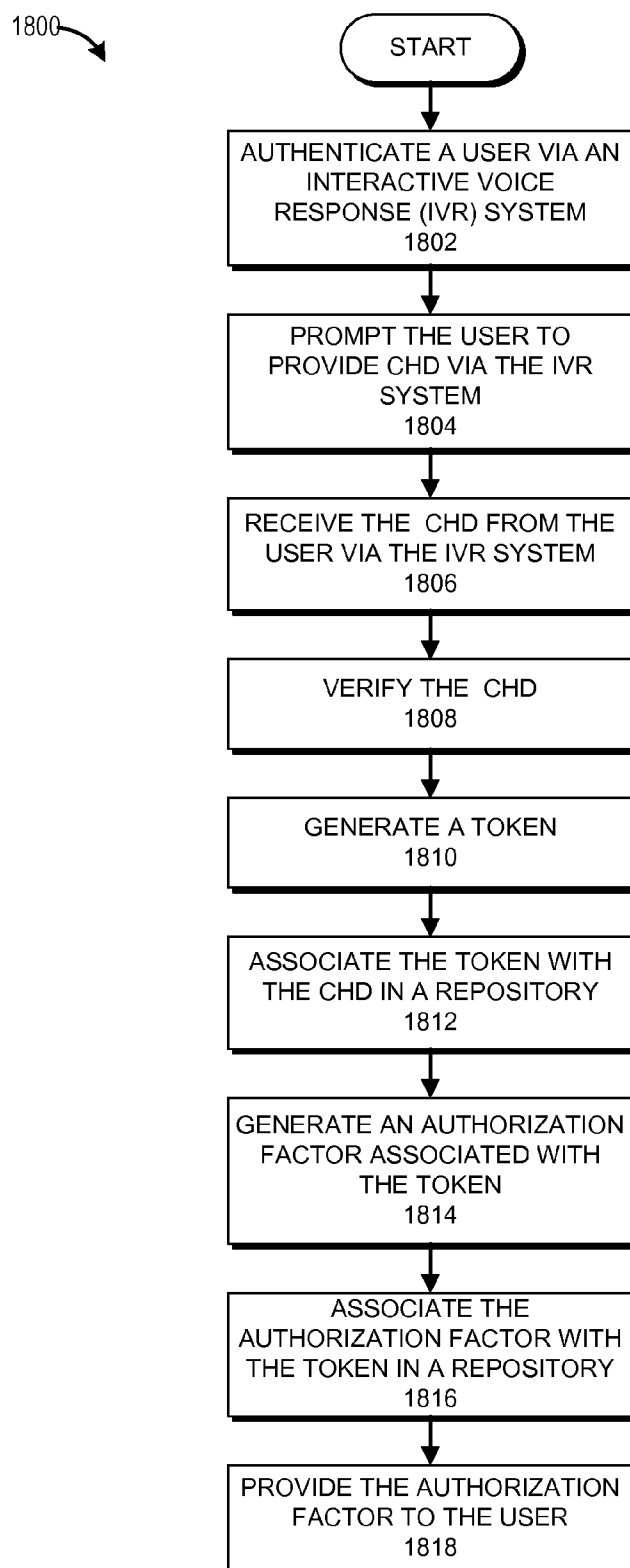 1800
START
AUTHENTICATE A USER VIA AN
INTERACTIVE VOICE
RESPONSE (IVR) SYSTEM
1802
PROMPT THE USER TO
PROVIDE CHD VIA THE IVR
SYSTEM
1804
RECEIVE THE CHD FROM THE
USER VIA THE IVR SYSTEM
1806
VERIFY THE CHD
1808
GENERATE A TOKEN
1810
ASSOCIATE THE TOKEN WITH
THE CHD IN A REPOSITORY
1812
GENERATE AN AUTHORIZATION
FACTOR ASSOCIATED WITH
THE TOKEN
1814
ASSOCIATE THE
AUTHORIZATION FACTOR WITH
THE TOKEN IN A REPOSITORY
1816
PROVIDE THE AUTHORIZATION
FACTOR TO THE USER
1818